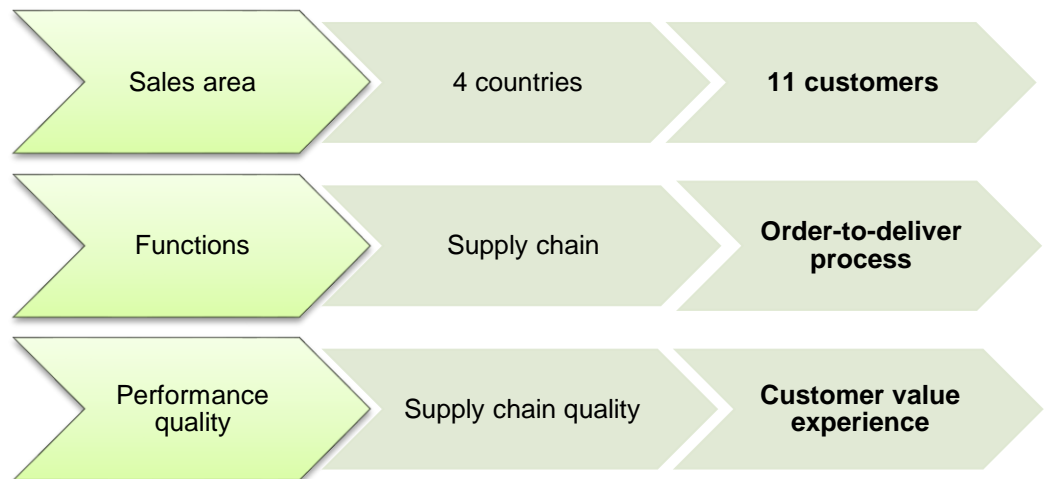 Sales area
4 countries
11 customers
Functions
Supply chain
Order-to-deliver
process
Performance
quality
Supply chain quality
Customer value
experience